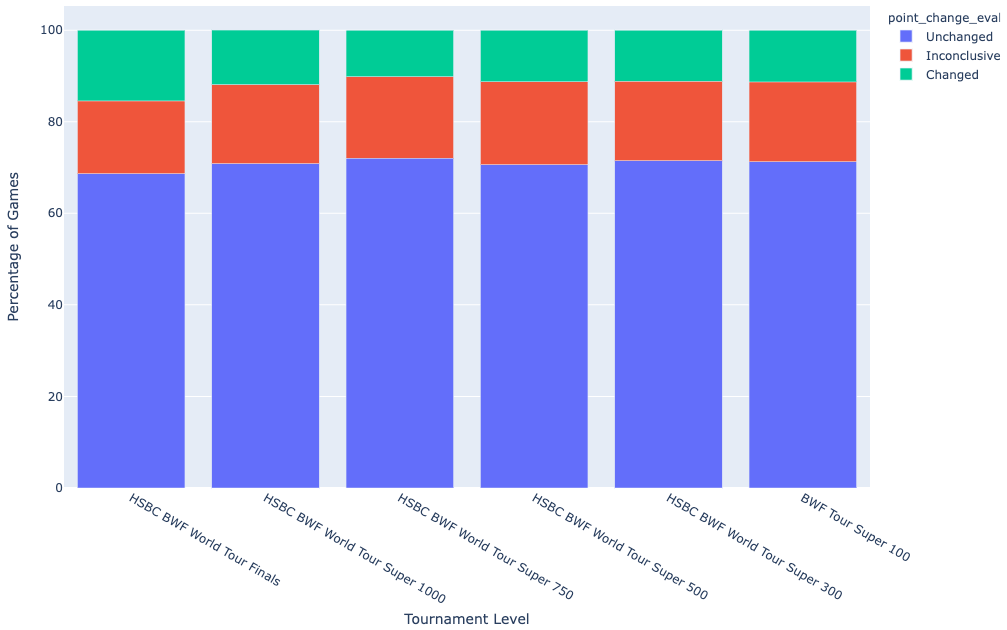 point_change_eval
Unchanged
Inconclusive
Changed
Percentage of Games
100
80
60
40
20
0
HSBC BWF World Tour Finals
HSBC BWF World Tour Super 1000
HSBC BWF World Tour Super 750
HSBC BWF World Tour Super 500
HSBC BWF World Tour Super 300
BWF Tour Super 100
Tournament Level